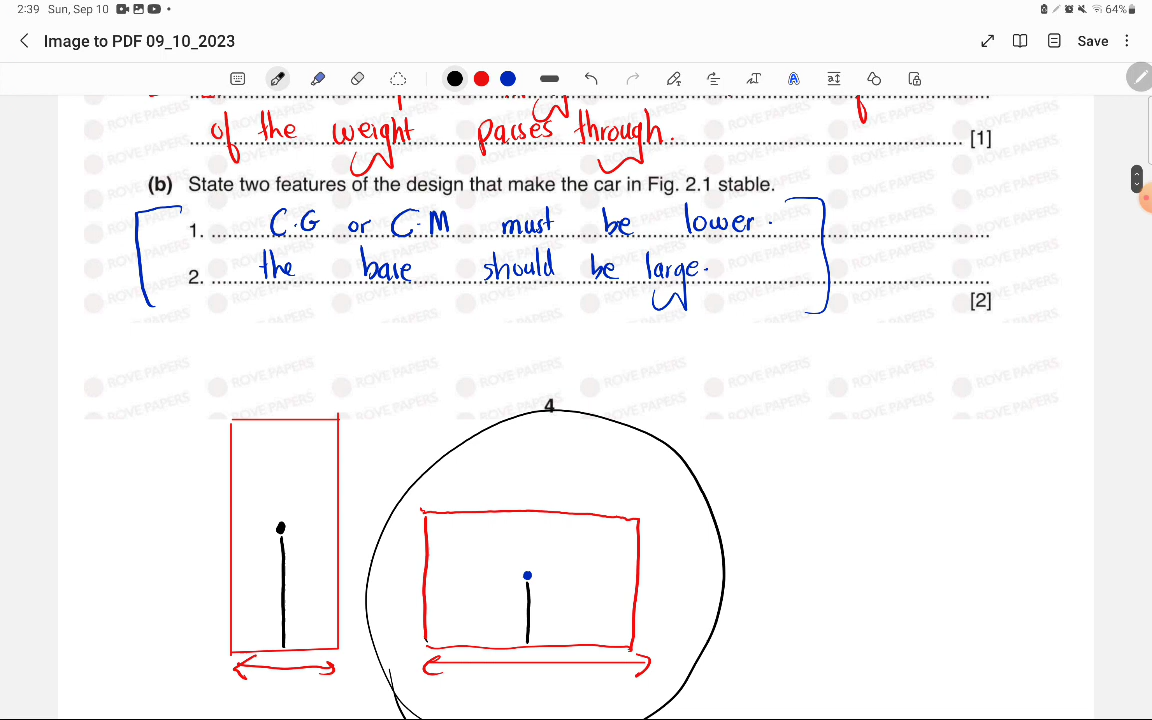 2:39 Sun, Sep 10
64%
Image to PDF 09_10_2023
Save
of the weight passes through.
[1]
(b) State two features of the design that make the car in Fig. 2.1 stable.
1. C.G or C.M must be lower.
2. the base should be large.
[2]
ROVE PAPERS
4